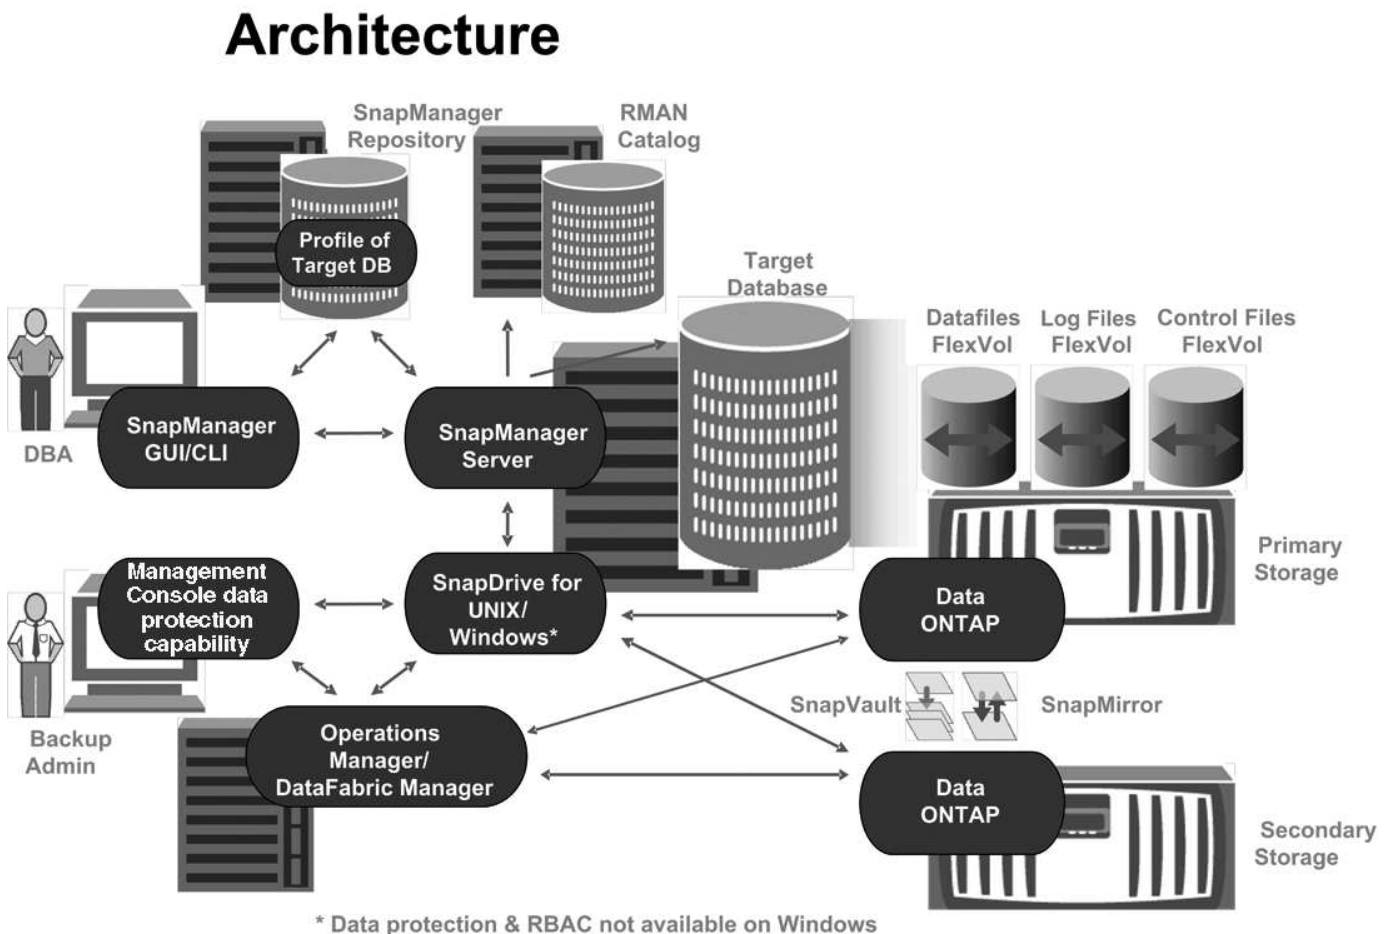 Architecture
SnapManager
Repository
RMAN
Catalog
Profile of
Target DB
Target
Database
Datafiles
FlexVol
Log Files
FlexVol
Control Files
FlexVol
DBA
SnapManager
GUI/CLI
SnapManager
Server
Primary
Storage
Management
Console data
protection
capability
SnapDrive for
UNIX/
Windows*
Data
ONTAP
SnapVault
SnapMirror
Backup
Admin
Operations
Manager/
DataFabric Manager
Data
ONTAP
Secondary
Storage
* Data protection & RBAC not available on Windows